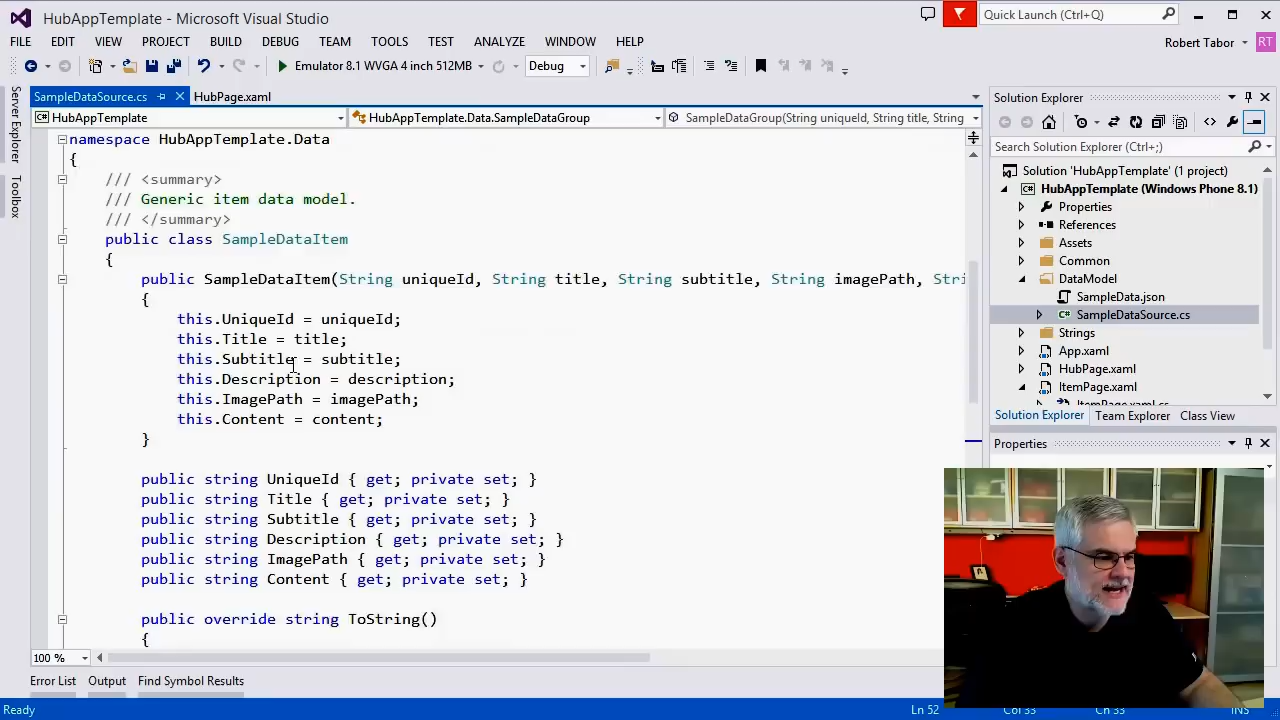 HubAppTemplate - Microsoft Visual Studio
Quick Launch (Ctrl+Q)
FILE EDIT VIEW PROJECT BUILD DEBUG TEAM TOOLS TEST ANALYZE WINDOW HELP
Robert Tabor RT
Emulator 8.1 WVGA 4 inch 512MB Debug
Server Explorer
Toolbox
SampleDataSource.cs HubPage.xaml
HubAppTemplate HubAppTemplate.Data.SampleDataGroup SampleDataGroup(String uniqueId, String title, String
namespace HubAppTemplate.Data
{
/// <summary>
/// Generic item data model.
/// </summary>
public class SampleDataItem
{
public SampleDataItem(String uniqueId, String title, String subtitle, String imagePath, Stri
{
this.UniqueId = uniqueId;
this.Title = title;
this.Subtitle = subtitle;
this.Description = description;
this.ImagePath = imagePath;
this.Content = content;
}
public string UniqueId { get; private set; }
public string Title { get; private set; }
public string Subtitle { get; private set; }
public string Description { get; private set; }
public string ImagePath { get; private set; }
public string Content { get; private set; }
public override string ToString()
{
100 %
Error List Output Find Symbol Results
Ready Ln 52 Col 33 Ch 33 INS
Solution Explorer
Search Solution Explorer (Ctrl+;)
Solution 'HubAppTemplate' (1 project)
HubAppTemplate (Windows Phone 8.1)
Properties
References
Assets
Common
DataModel
SampleData.json
SampleDataSource.cs
Strings
App.xaml
HubPage.xaml
ItemPage.xaml
ItemPage.xaml.cs
Solution Explorer Team Explorer Class View
Properties